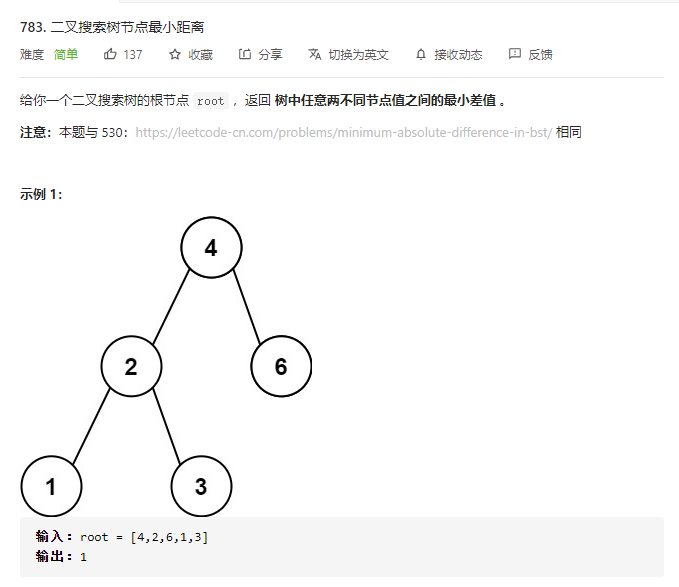 783. 二叉搜索树节点最小距离
难度 简单 137 收藏 分享 切换为英文 接收动态 反馈
给你一个二叉搜索树的根节点 root ，返回 树中任意两不同节点值之间的最小差值 。
注意：本题与 530：https://leetcode-cn.com/problems/minimum-absolute-difference-in-bst/ 相同
示例 1：
4
2 6
1 3
输入：root = [4,2,6,1,3]
输出：1